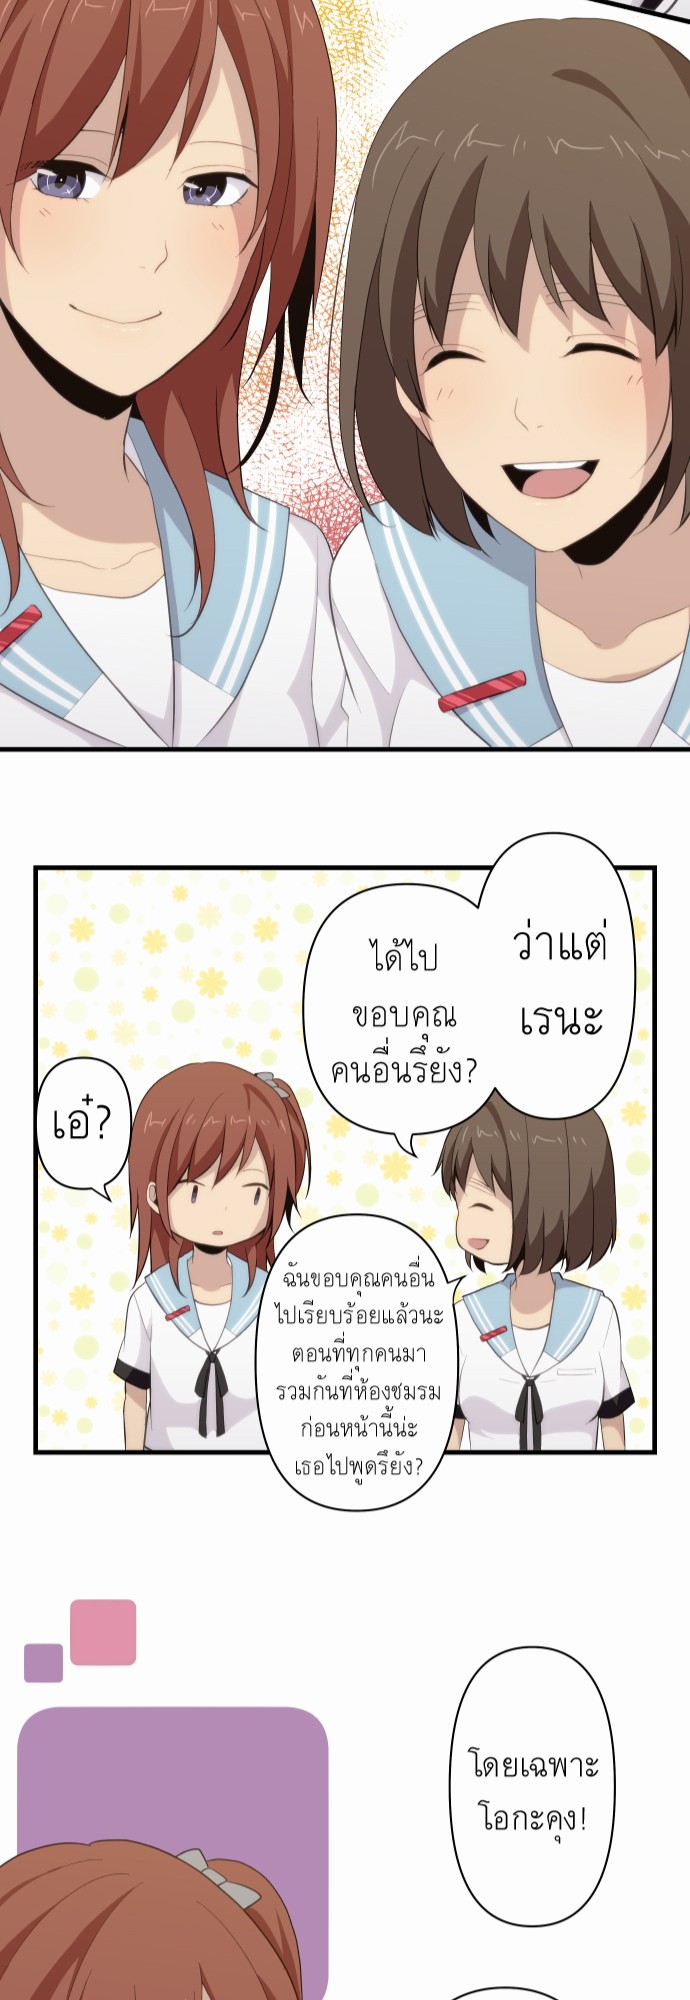 ว่าแต่
เรนะ
ได้ไป
ขอบคุณ
คนอื่นรึยัง?
เอ๋?
ฉันขอบคุณคนอื่น
ไปเรียบร้อยแล้วนะ
ตอนที่ทุกคนมา
รวมกันที่ห้องชมรม
ก่อนหน้านี้น่ะ
เธอไปพูดรึยัง?
โดยเฉพาะ
โอกะคุง!